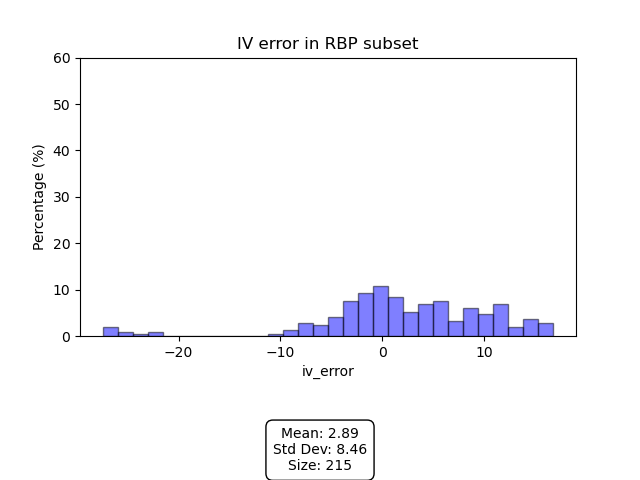 IV error in RBP subset
60
50
40
30
20
10
0
Percentage (%)
−20
−10
0
10
iv_error
Mean: 2.89
Std Dev: 8.46
Size: 215